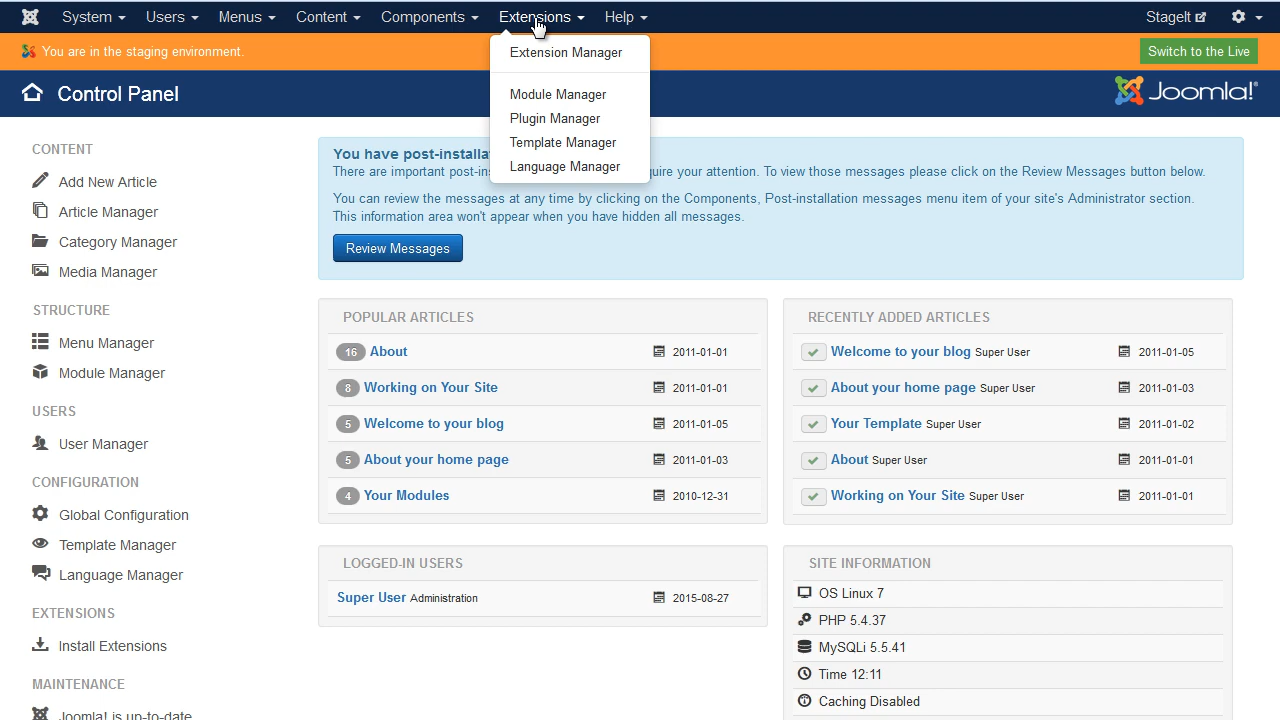 System Users Menus Content Components Extensions Help StageIt
You are in the staging environment. Switch to the Live
Control Panel Joomla!®
Extension Manager
Module Manager
Plugin Manager
Template Manager
Language Manager
CONTENT
Add New Article
Article Manager
Category Manager
Media Manager
STRUCTURE
Menu Manager
Module Manager
USERS
User Manager
CONFIGURATION
Global Configuration
Template Manager
Language Manager
EXTENSIONS
Install Extensions
MAINTENANCE
Joomla! is up-to-date
You have post-installa
There are important post-ins uire your attention. To view those messages please click on the Review Messages button below.
You can review the messages at any time by clicking on the Components, Post-installation messages menu item of your site's Administrator section.
This information area won't appear when you have hidden all messages.
Review Messages
POPULAR ARTICLES
16 About 2011-01-01
8 Working on Your Site 2011-01-01
5 Welcome to your blog 2011-01-05
5 About your home page 2011-01-03
4 Your Modules 2010-12-31
RECENTLY ADDED ARTICLES
Welcome to your blog Super User 2011-01-05
About your home page Super User 2011-01-03
Your Template Super User 2011-01-02
About Super User 2011-01-01
Working on Your Site Super User 2011-01-01
LOGGED-IN USERS
Super User Administration 2015-08-27
SITE INFORMATION
OS Linux 7
PHP 5.4.37
MySQLi 5.5.41
Time 12:11
Caching Disabled